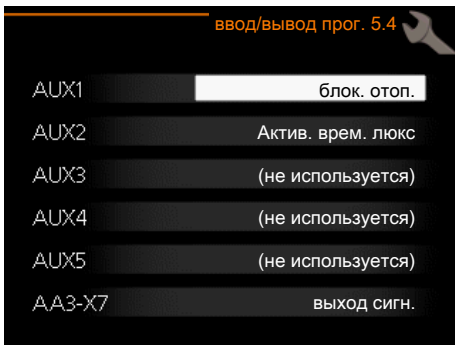 ввод/вывод прог. 5.4
AUX1 блок. отоп.
AUX2 Актив. врем. люкс
AUX3 (не используется)
AUX4 (не используется)
AUX5 (не используется)
AA3-X7 выход сигн.